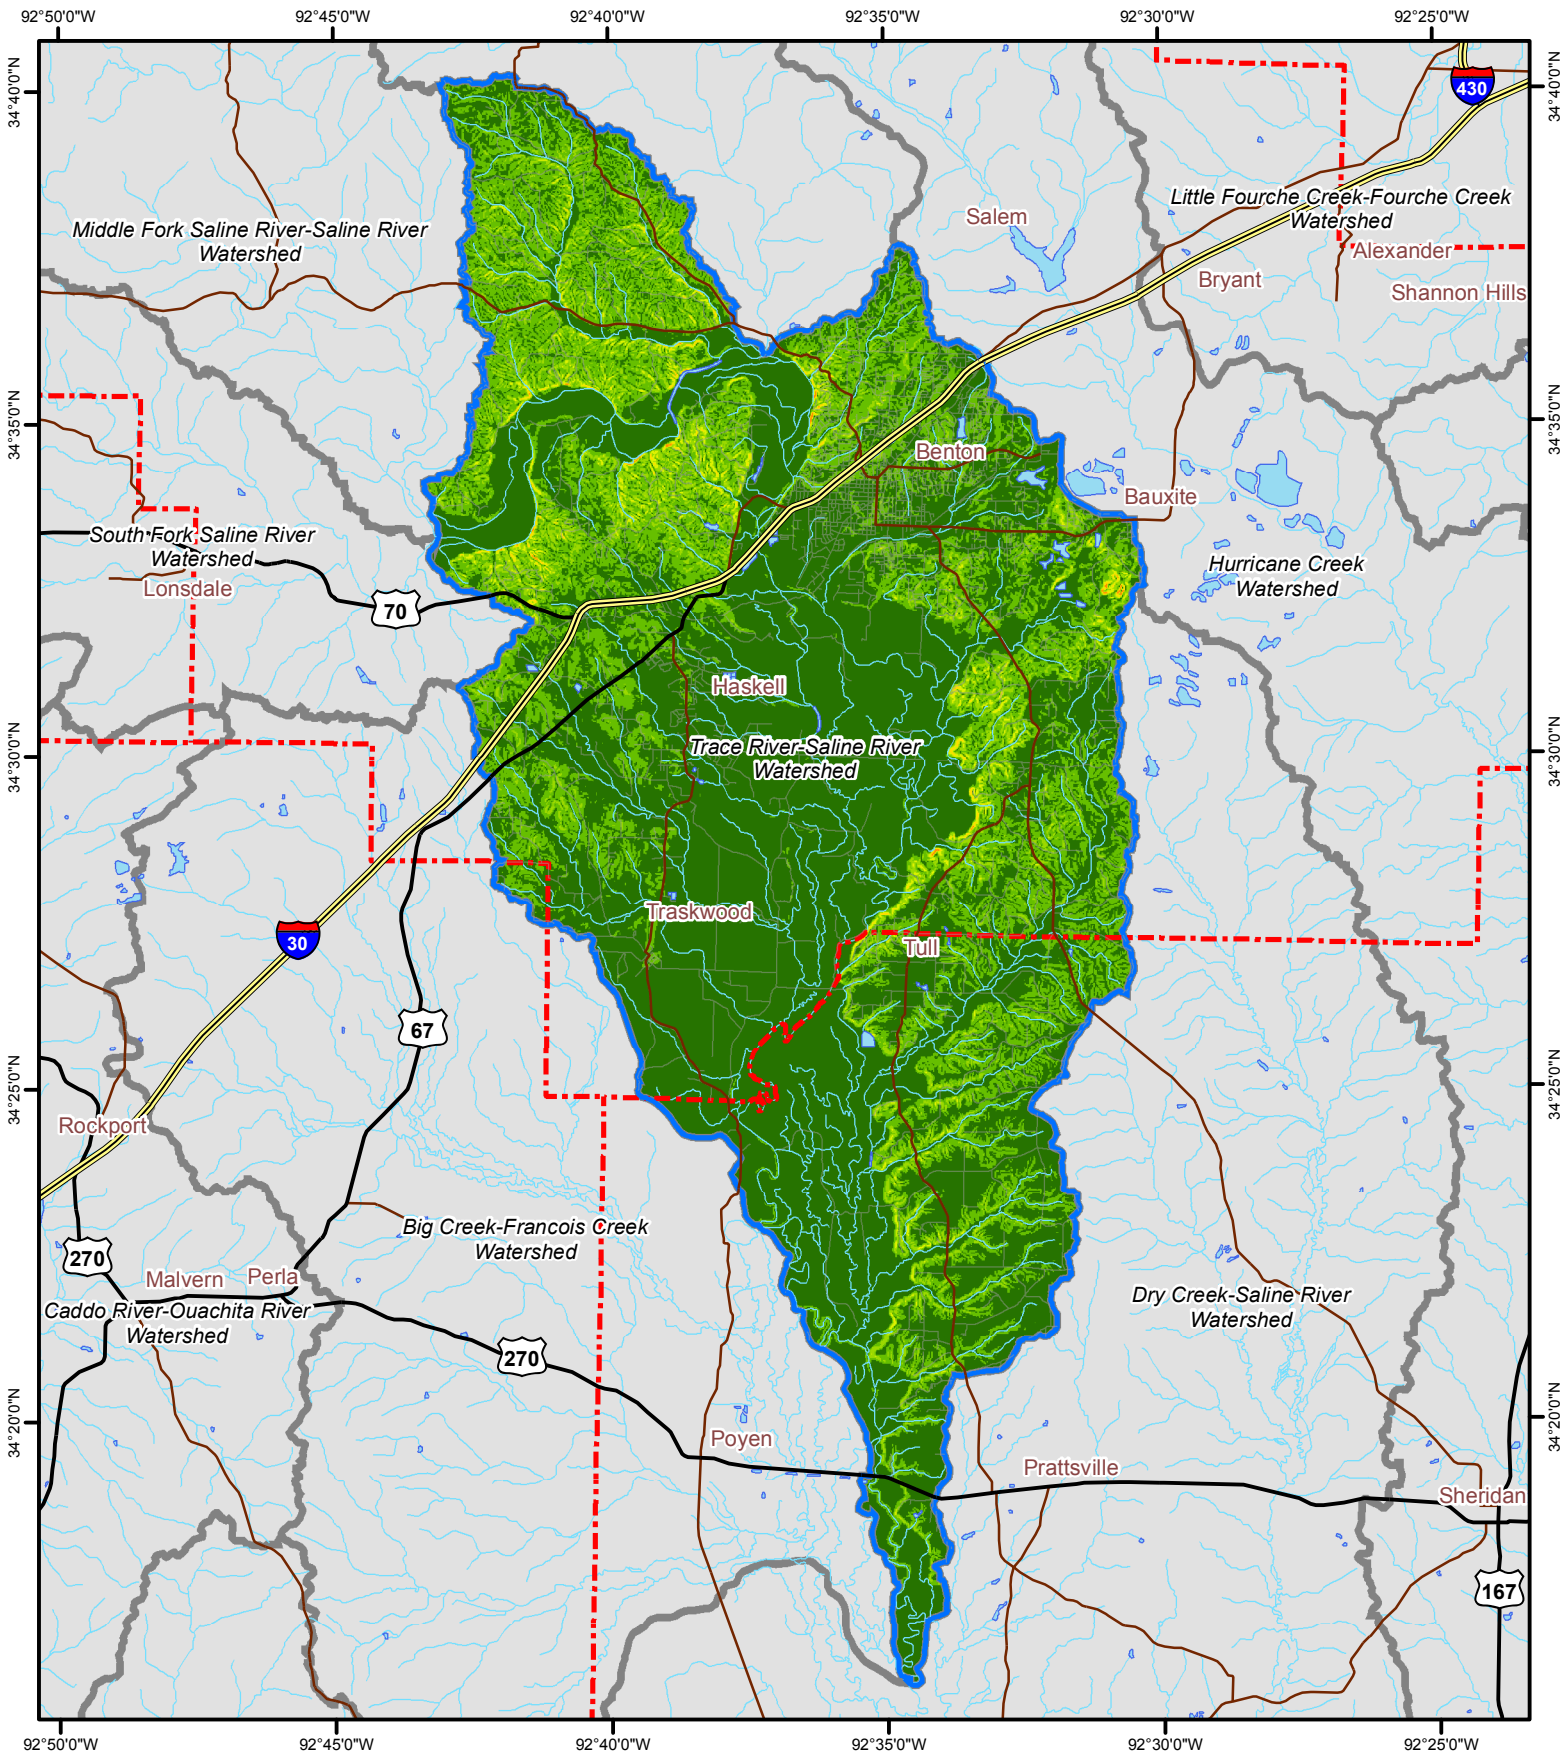 92°50'0"W 92°45'0"W 92°40'0"W 92°35'0"W 92°30'0"W 92°25'0"W
34°40'0"N
34°40'0"N
430
Salem
Little Fourche Creek-Fourche Creek
Watershed
Middle Fork Saline River-Saline River
Watershed
Alexander
Bryant
Shannon Hills
34°35'0"N
34°35'0"N
Benton
Bauxite
South Fork Saline River
Watershed
Hurricane Creek
Watershed
Lonsdale
70
Haskell
34°30'0"N
34°30'0"N
Trace River-Saline River
Watershed
Traskwood
30
Tull
67
34°25'0"N
34°25'0"N
Rockport
Big Creek-Francois Creek
Watershed
270
Malvern
Perla
Caddo River-Ouachita River
Watershed
Dry Creek-Saline River
Watershed
270
34°20'0"N
34°20'0"N
Poyen
Prattsville
Sheridan
167
92°50'0"W 92°45'0"W 92°40'0"W 92°35'0"W 92°30'0"W 92°25'0"W